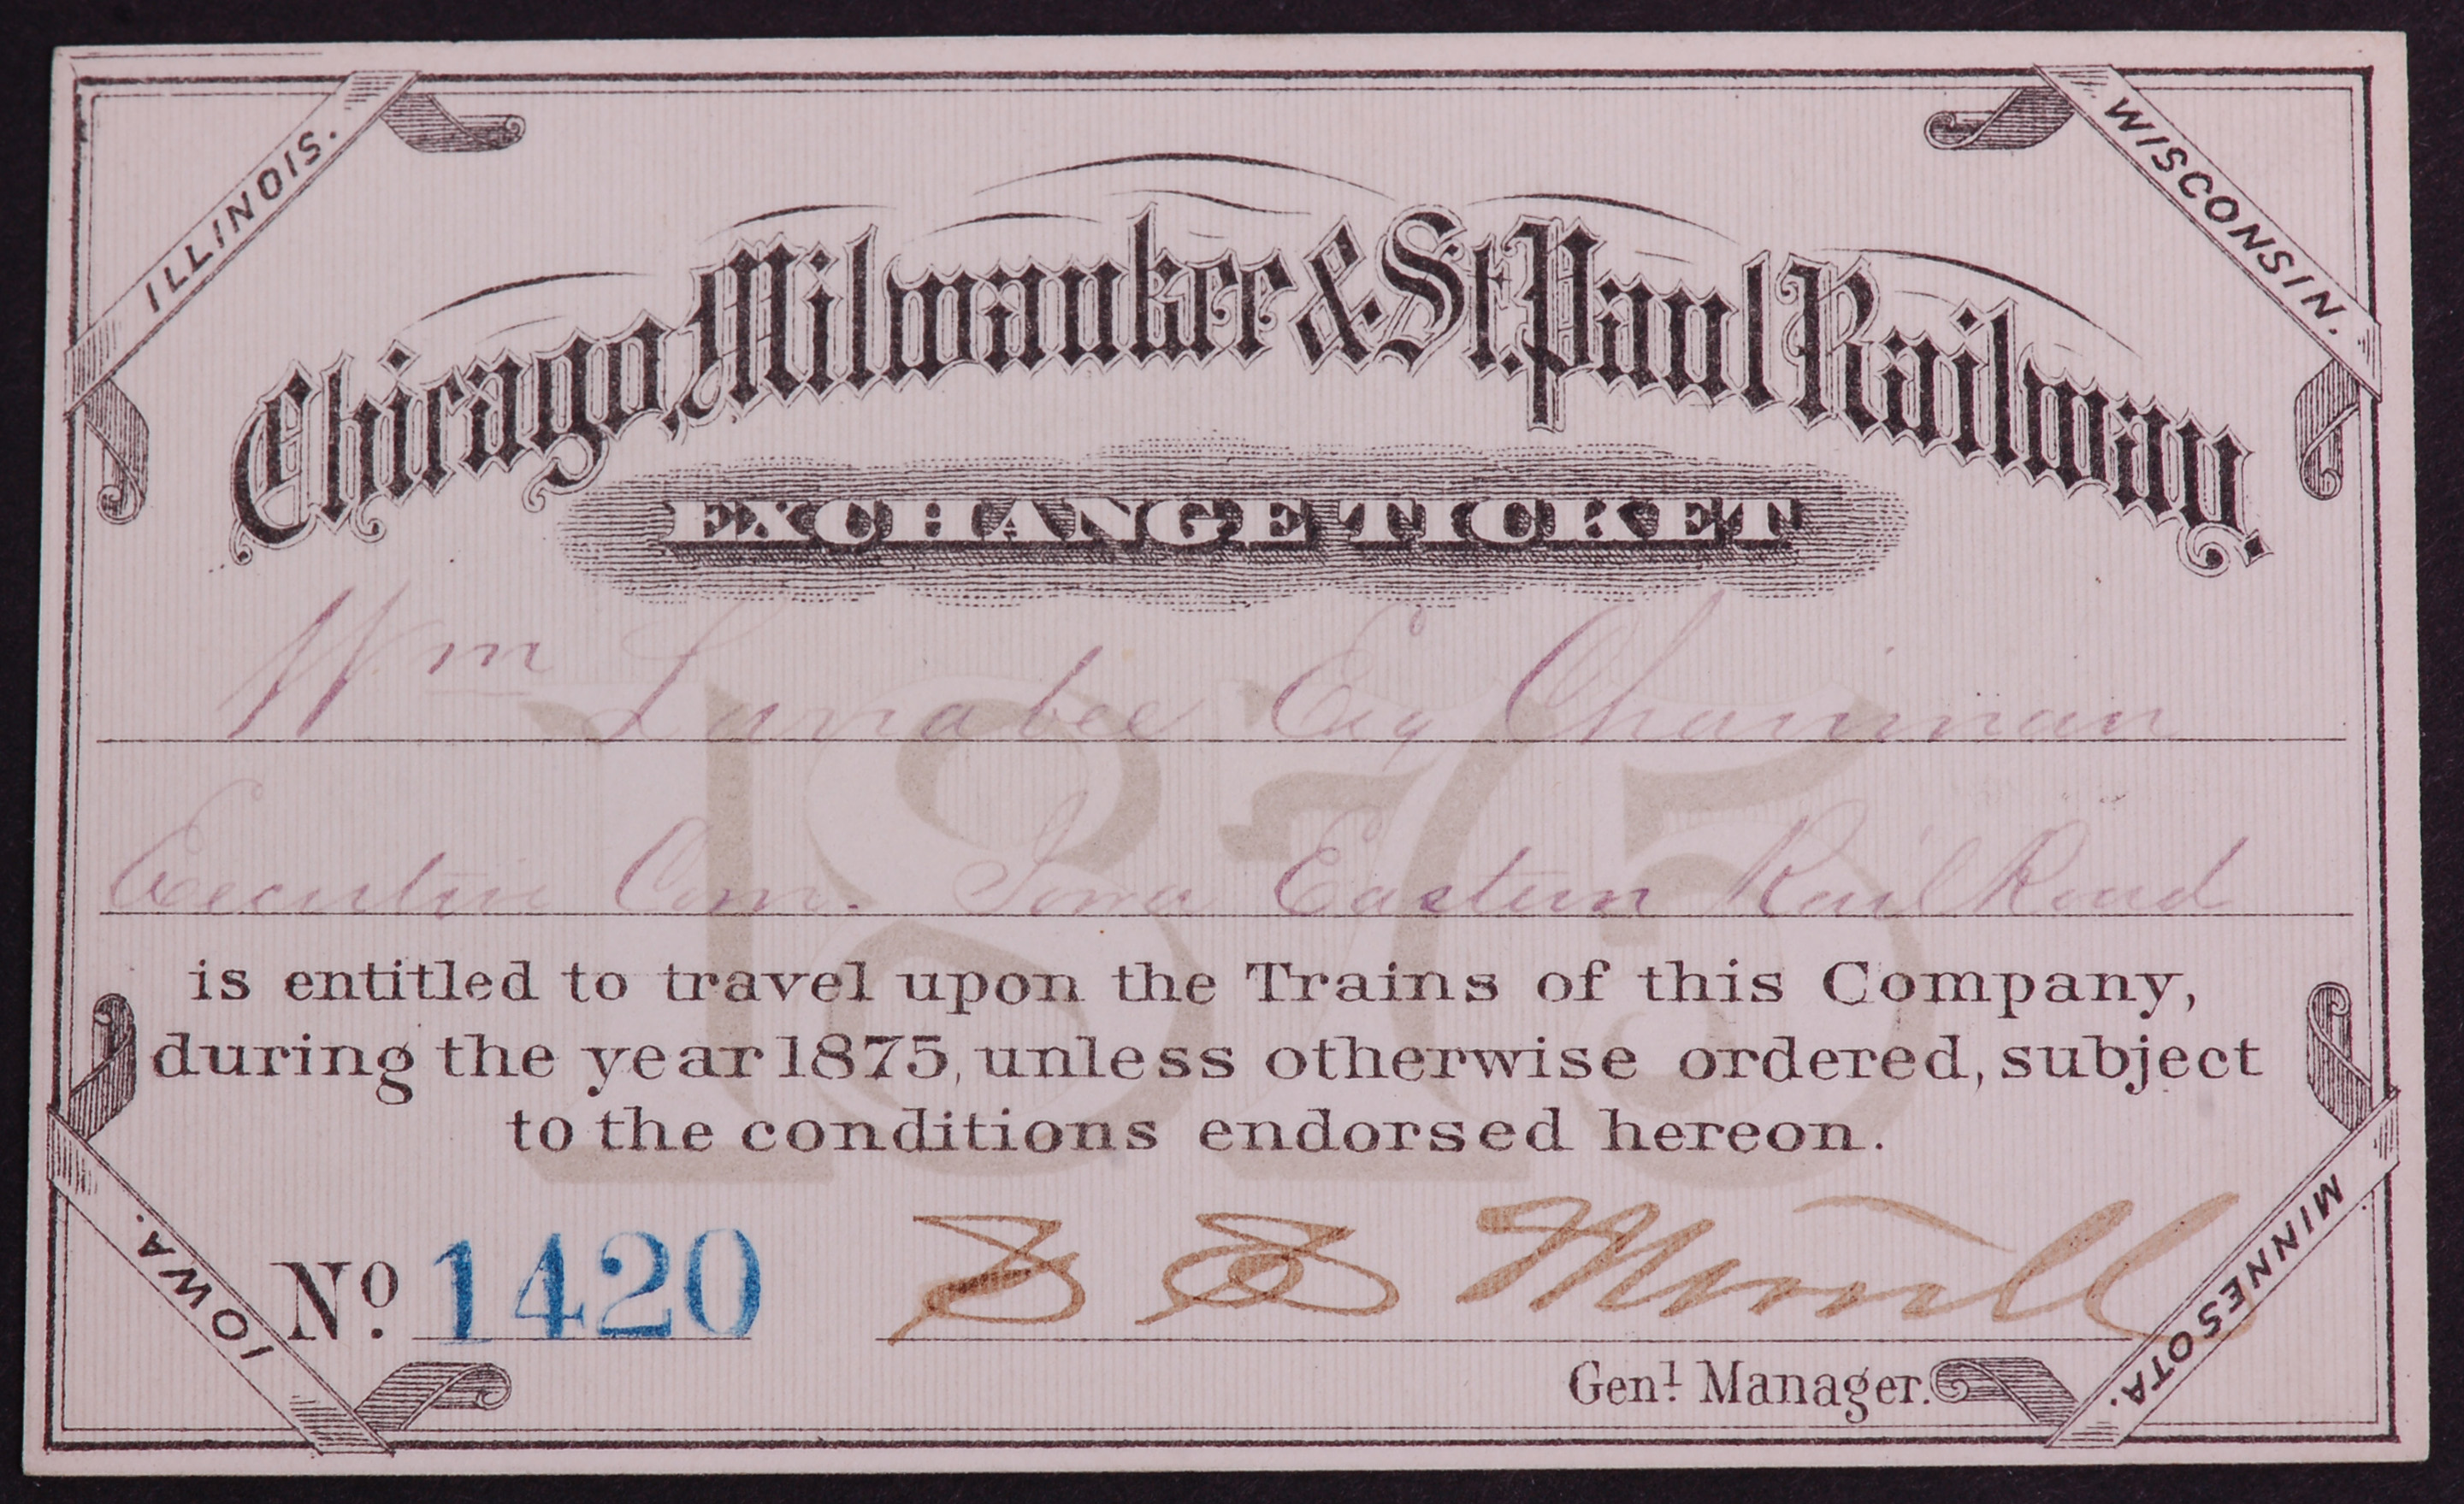 ILLINOIS.
WISCONSIN.
Chicago, Milwaukee & St. Paul Railway.
EXCHANGE TICKET
Wm Larrabee Esq Chairman
Executive Com. Iowa Eastern Rail Road
1875
is entitled to travel upon the Trains of this Company,
during the year 1875, unless otherwise ordered, subject
to the conditions endorsed hereon.
No. 1420 S S Merrill
Genl. Manager.
IOWA.
MINNESOTA.